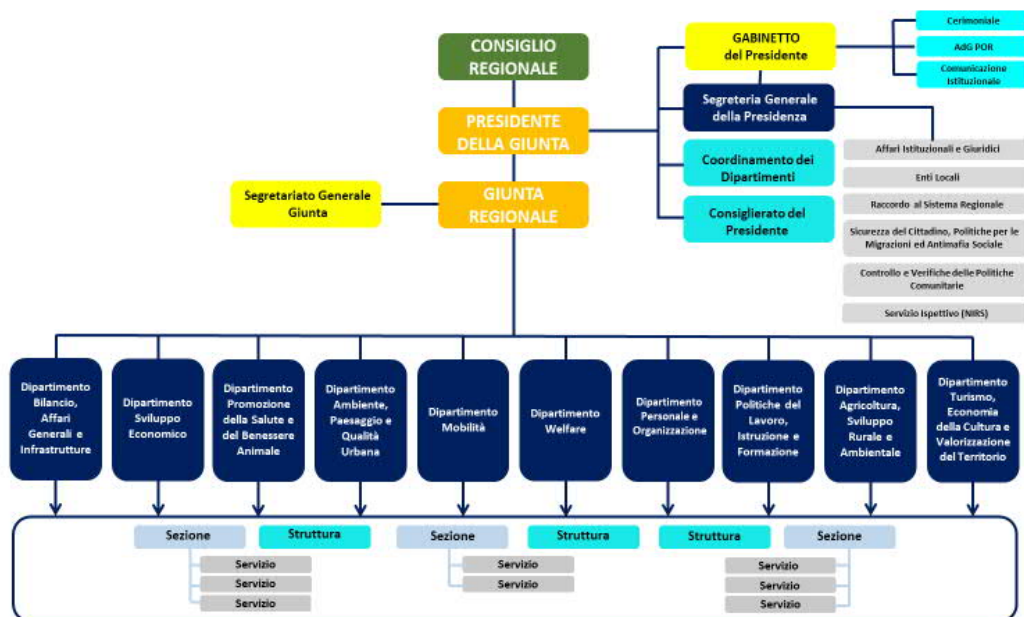 CONSIGLIO
REGIONALE
PRESIDENTE
DELLA GIUNTA
GIUNTA
REGIONALE
Segretariato Generale
Giunta
GABINETTO
del Presidente
Segreteria Generale
della Presidenza
Coordinamento dei
Dipartimenti
Consiglierato del
Presidente
Cerimoniale
AdG POR
Comunicazione
Istituzionale
Affari Istituzionali e Giuridici
Enti Locali
Raccordo al Sistema Regionale
Sicurezza del Cittadino, Politiche per le
Migrazioni ed Antimafia Sociale
Controllo e Verifiche delle Politiche
Comunitarie
Servizio Ispettivo (NIRS)
Dipartimento
Bilancio,
Affari
Generali e
Infrastrutture
Dipartimento
Sviluppo
Economico
Dipartimento
Promozione
della Salute e
del Benessere
Animale
Dipartimento
Ambiente,
Paesaggio e
Qualità
Urbana
Dipartimento
Mobilità
Dipartimento
Welfare
Dipartimento
Personale e
Organizzazione
Dipartimento
Politiche del
Lavoro,
Istruzione e
Formazione
Dipartimento
Agricoltura,
Sviluppo
Rurale e
Ambientale
Dipartimento
Turismo,
Economia
della Cultura e
Valorizzazione
del Territorio
Sezione
Servizio
Servizio
Servizio
Struttura
Sezione
Servizio
Servizio
Struttura
Struttura
Sezione
Servizio
Servizio
Servizio